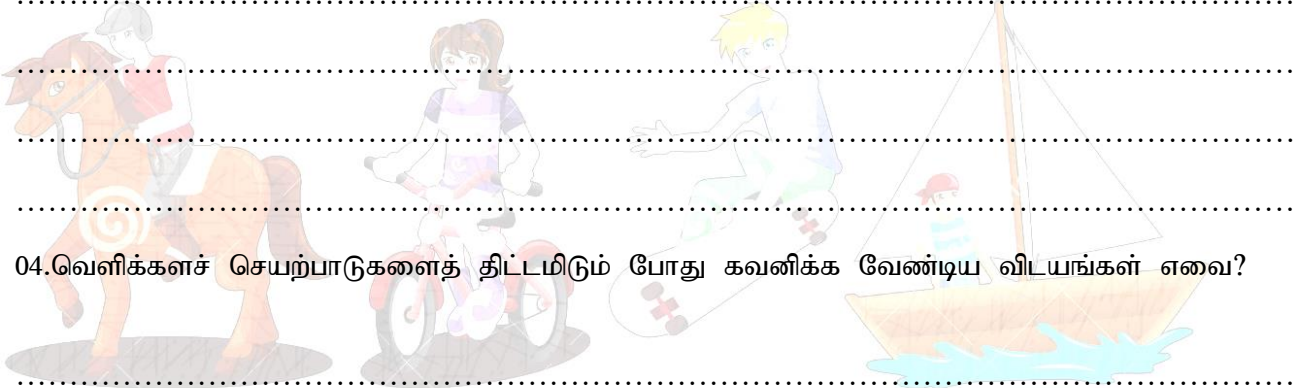 04.வெளிக்களச் செயற்பாடுகளைத் திட்டமிடும் போது கவனிக்க வேண்டிய விடயங்கள் எவை?